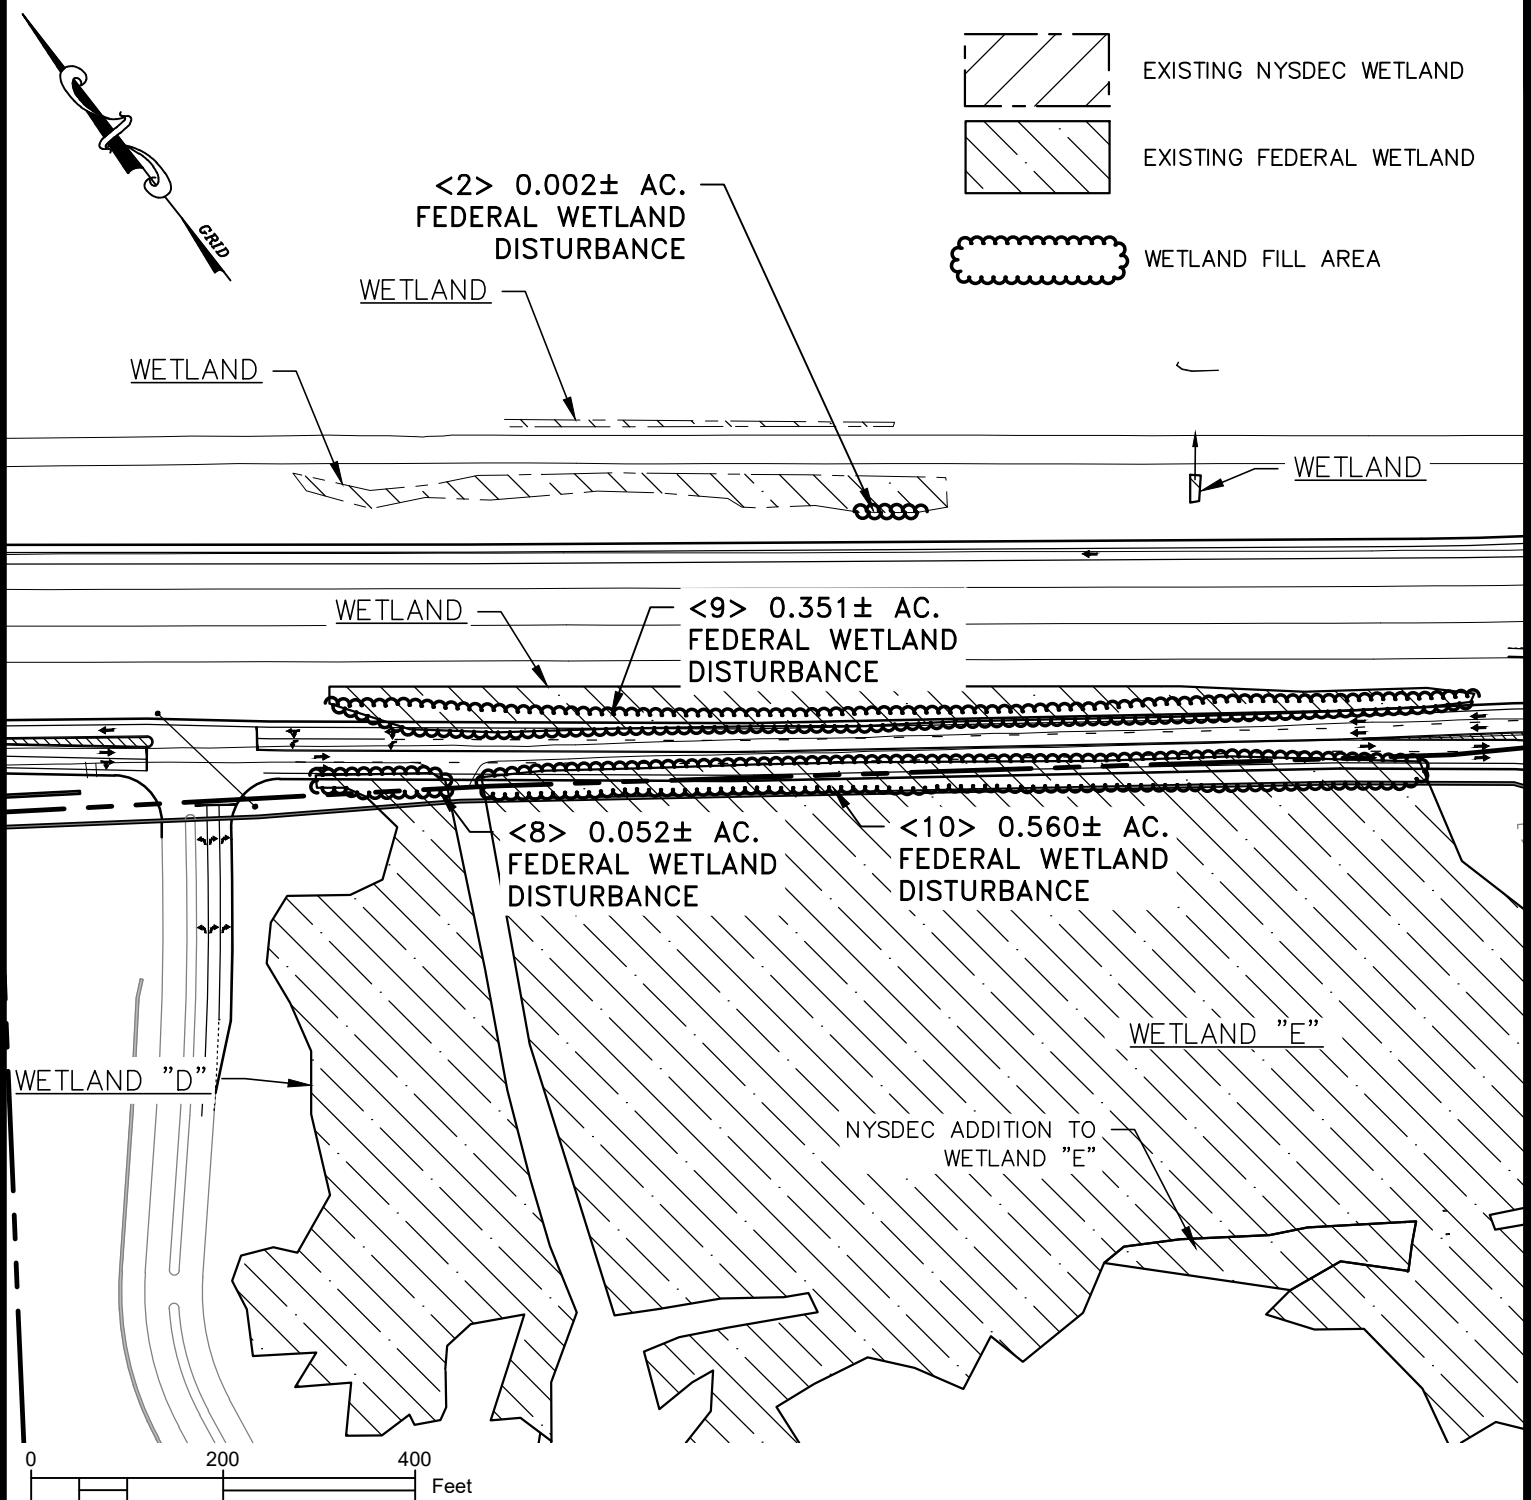 EXISTING NYSDEC WETLAND
EXISTING FEDERAL WETLAND
WETLAND FILL AREA
GRID
<2> 0.002± AC.
FEDERAL WETLAND
DISTURBANCE
WETLAND
WETLAND
WETLAND
WETLAND
<9> 0.351± AC.
FEDERAL WETLAND
DISTURBANCE
<8> 0.052± AC.
FEDERAL WETLAND
DISTURBANCE
<10> 0.560± AC.
FEDERAL WETLAND
DISTURBANCE
WETLAND "E"
WETLAND "D"
NYSDEC ADDITION TO
WETLAND "E"
0 200 400
Feet